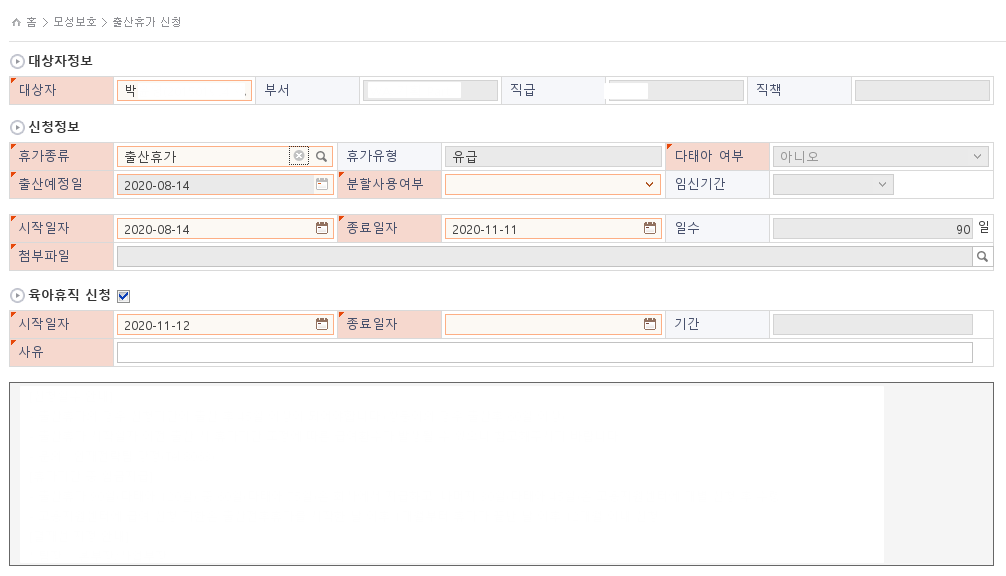 홈 > 모성보호 > 출산휴가 신청
대상자정보
대상자 박 부서 직급 직책
신청정보
휴가종류 출산휴가 휴가유형 유급 다태아 여부 아니오
출산예정일 2020-08-14 분할사용여부 임신기간
시작일자 2020-08-14 종료일자 2020-11-11 일수 90 일
첨부파일
육아휴직 신청
시작일자 2020-11-12 종료일자 기간
사유